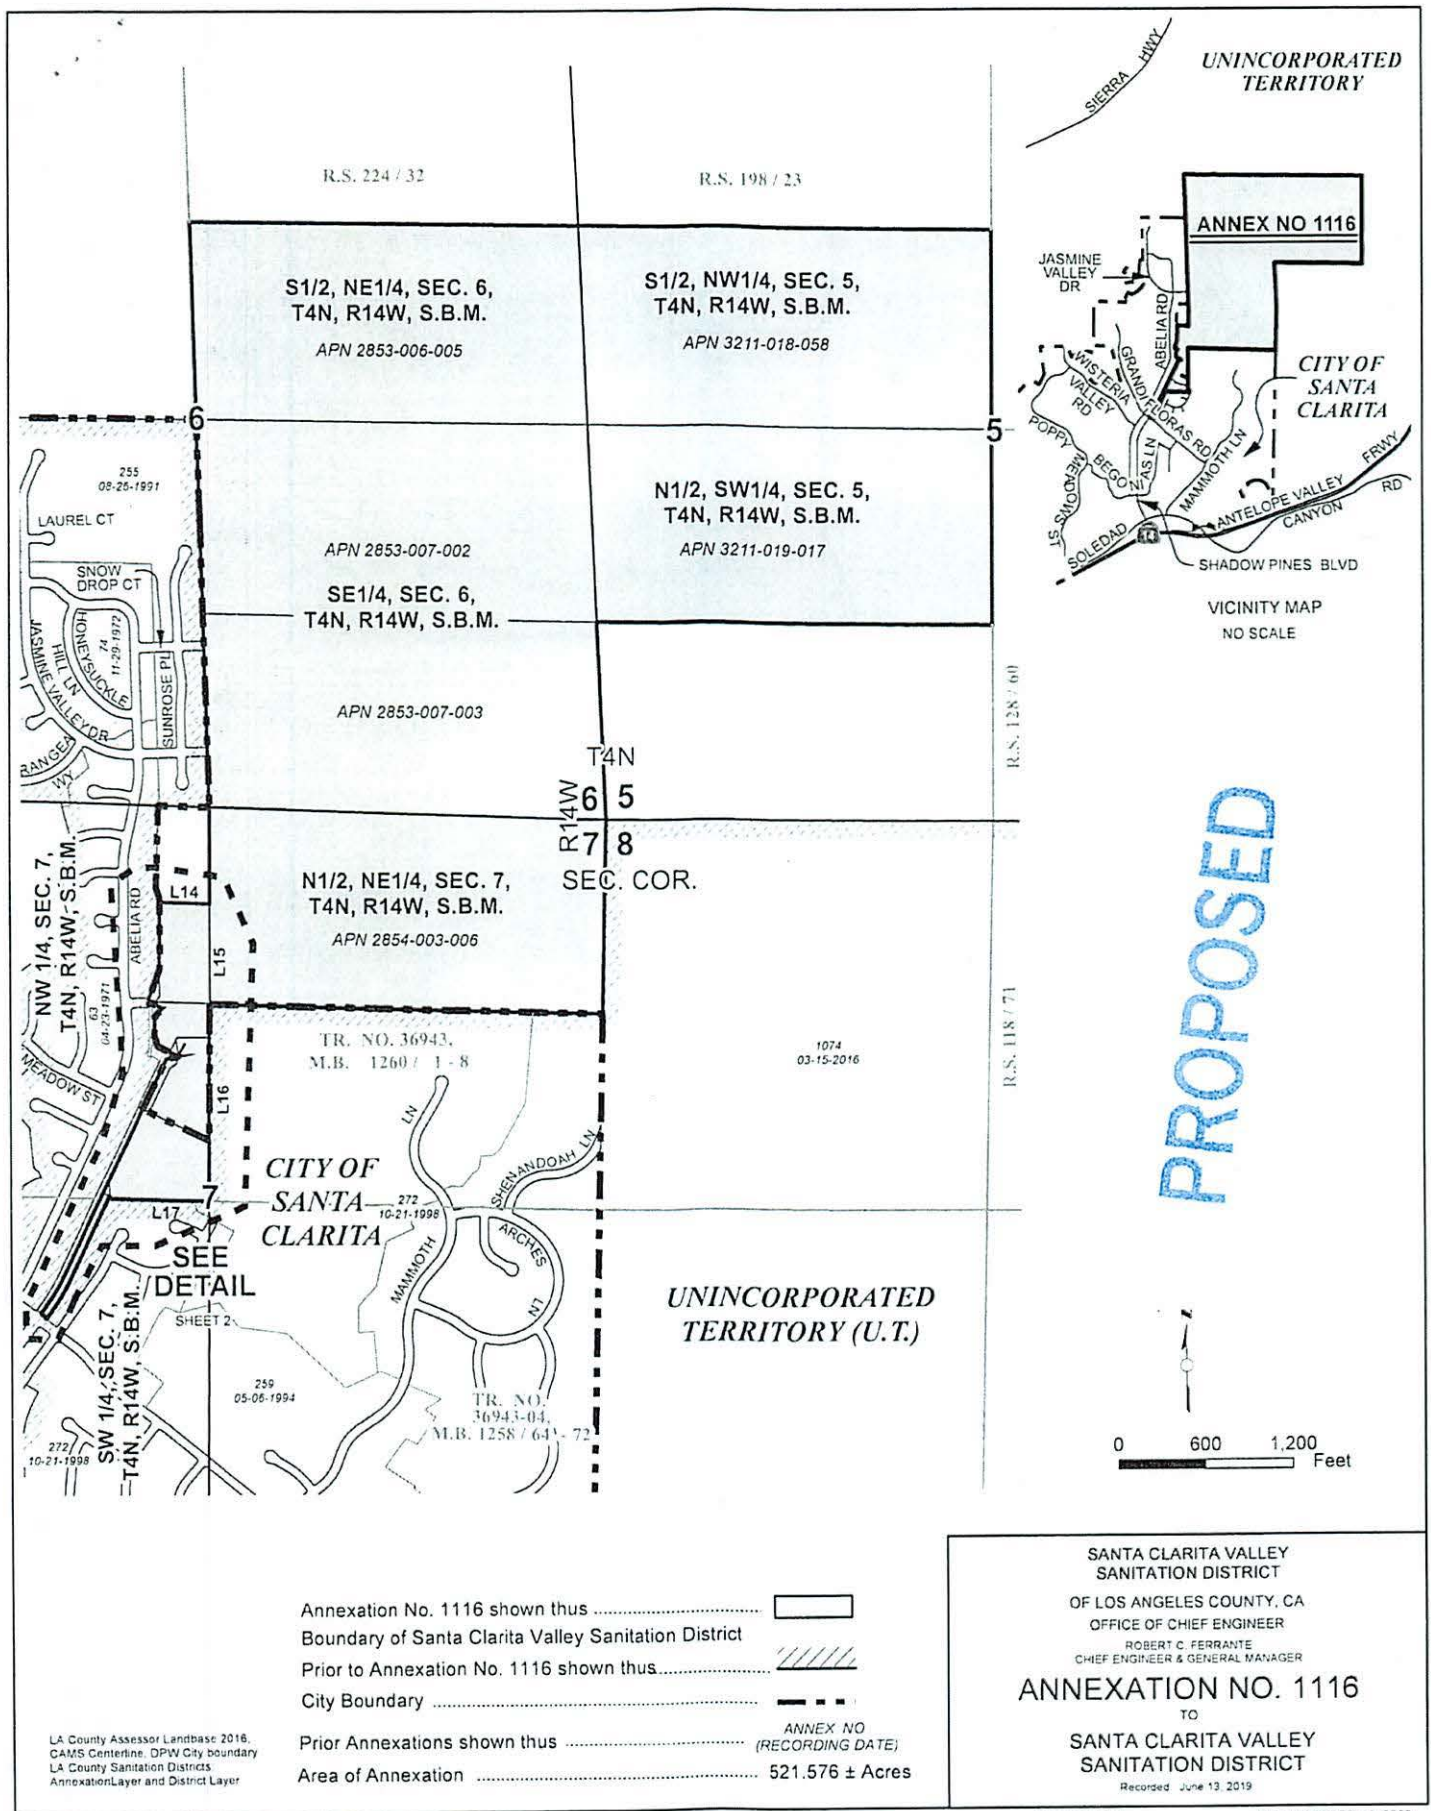 UNINCORPORATED
TERRITORY
SIERRA HWY
ANNEX NO 1116
JASMINE
VALLEY
DR
ABELIA RD
GRANDIFLORAS RD
WISTERIA
VALLEY
RD
CITY OF
SANTA
CLARITA
POPPY MEADOWS ST
BEGONIAS LN
MAMMOTH LN
ANTELOPE VALLEY FRWY
SOLEDAD CANYON RD
SHADOW PINES BLVD
VICINITY MAP
NO SCALE
R.S. 224 / 32
R.S. 198 / 23
S1/2, NE1/4, SEC. 6,
T4N, R14W, S.B.M.
APN 2853-006-005
S1/2, NW1/4, SEC. 5,
T4N, R14W, S.B.M.
APN 3211-018-058
6
5
N1/2, SW1/4, SEC. 5,
T4N, R14W, S.B.M.
APN 3211-019-017
APN 2853-007-002
SE1/4, SEC. 6,
T4N, R14W, S.B.M.
APN 2853-007-003
255
08-26-1991
LAUREL CT
SNOW
DROP CT
HONEYSUCKLE
HILL LN
74
11-29-1972
JASMINE VALLEY DR
SUNROSE PL
RANGEA
WY
R.S. 128 / 60
T4N
R14W
6 5
7 8
SEC. COR.
NW 1/4, SEC. 7,
T4N, R14W, S.B.M.
ABELIA RD
L14
L15
N1/2, NE1/4, SEC. 7,
T4N, R14W, S.B.M.
APN 2854-003-006
63
04-23-1971
MEADOW ST
L16
TR. NO. 36943,
M.B. 1260 / 1 - 8
1074
03-15-2016
R.S. 118 / 71
PROPOSED
LN
SHENANDOAH LN
CITY OF
SANTA
CLARITA
272
10-21-1998
7
L17
MAMMOTH
ARCHES
LN
SEE
DETAIL
SHEET 2
UNINCORPORATED
TERRITORY (U.T.)
SW 1/4, SEC. 7,
T4N, R14W, S.B.M.
259
05-06-1994
TR. NO.
36943-04,
M.B. 1258 / 64 - 72
272
10-21-1998
0 600 1,200
Feet
Annexation No. 1116 shown thus
Boundary of Santa Clarita Valley Sanitation District
Prior to Annexation No. 1116 shown thus
City Boundary
Prior Annexations shown thus ANNEX NO
(RECORDING DATE)
Area of Annexation 521.576 ± Acres
LA County Assessor Landbase 2016,
CAMS Centerline, DPW City boundary
LA County Sanitation Districts
AnnexationLayer and District Layer
SANTA CLARITA VALLEY
SANITATION DISTRICT
OF LOS ANGELES COUNTY, CA
OFFICE OF CHIEF ENGINEER
ROBERT C. FERRANTE
CHIEF ENGINEER & GENERAL MANAGER
ANNEXATION NO. 1116
TO
SANTA CLARITA VALLEY
SANITATION DISTRICT
Recorded June 13, 2019